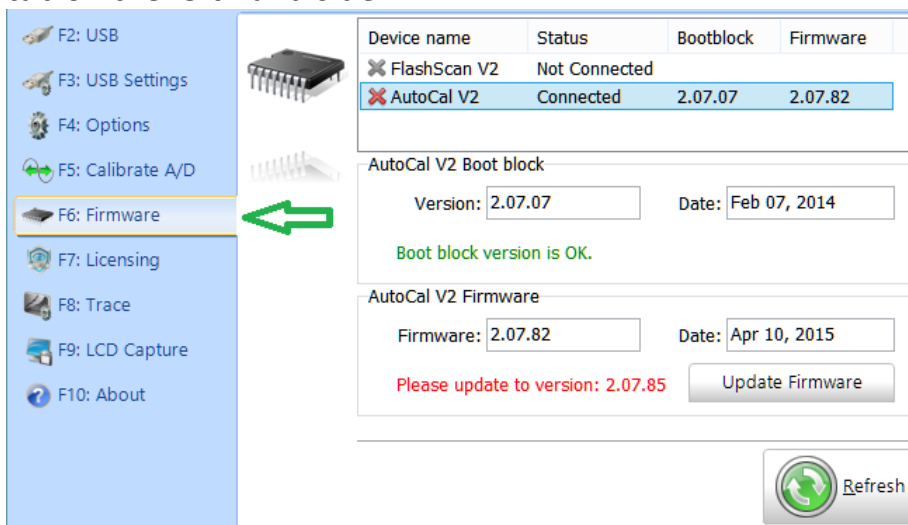 F2: USB
F3: USB Settings
F4: Options
F5: Calibrate A/D
F6: Firmware
F7: Licensing
F8: Trace
F9: LCD Capture
F10: About
Device name Status Bootblock Firmware
FlashScan V2 Not Connected
AutoCal V2 Connected 2.07.07 2.07.82
AutoCal V2 Boot block
Version: 2.07.07 Date: Feb 07, 2014
Boot block version is OK.
AutoCal V2 Firmware
Firmware: 2.07.82 Date: Apr 10, 2015
Please update to version: 2.07.85 Update Firmware
Refresh